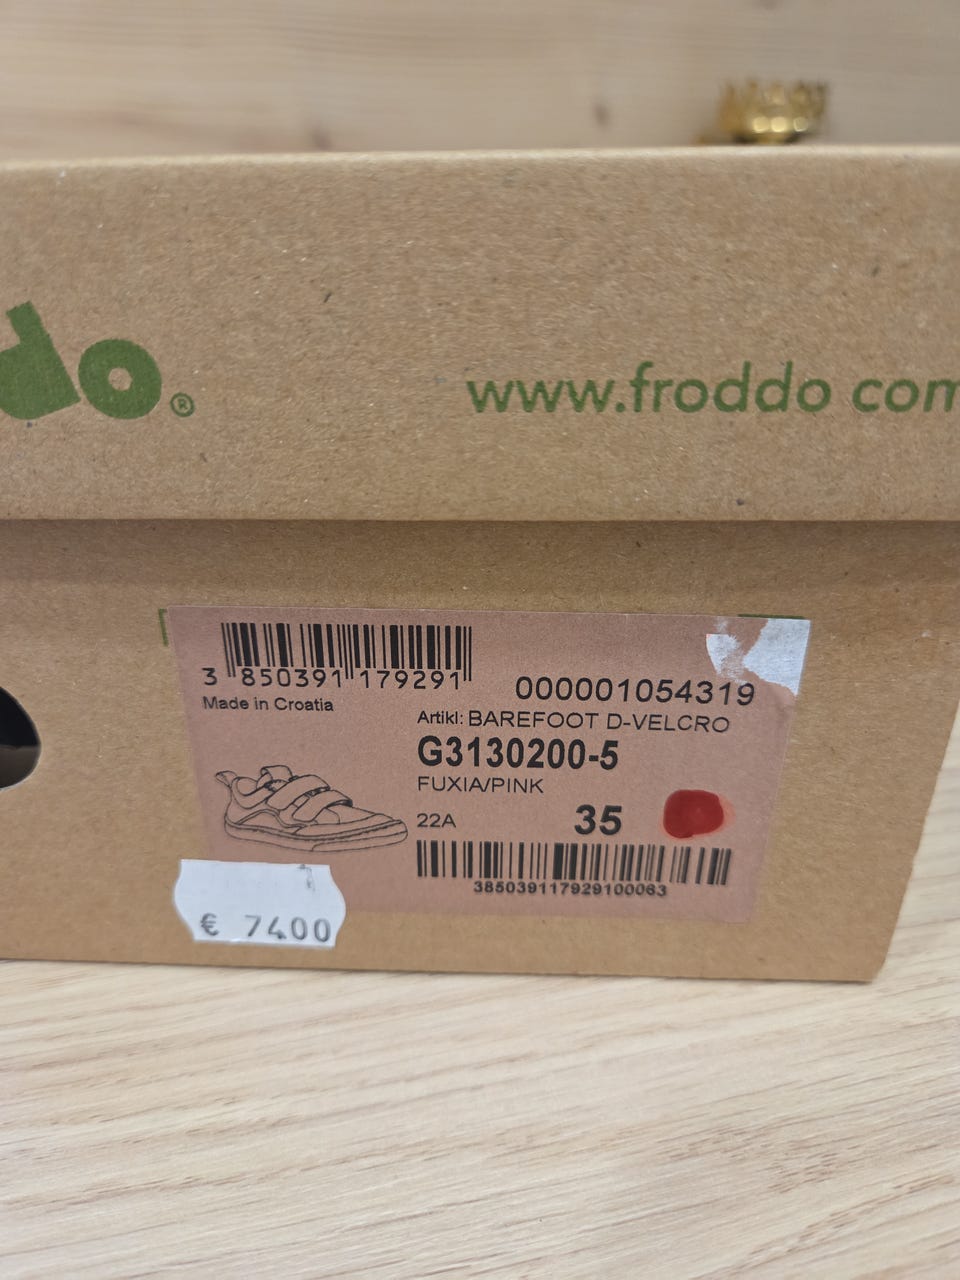 do®
www.froddo.com
3 850391 179291
000001054319
Made in Croatia
Artikl: BAREFOOT D-VELCRO
G3130200-5
FUXIA/PINK
22A
35
385039117929100063
€ 7400